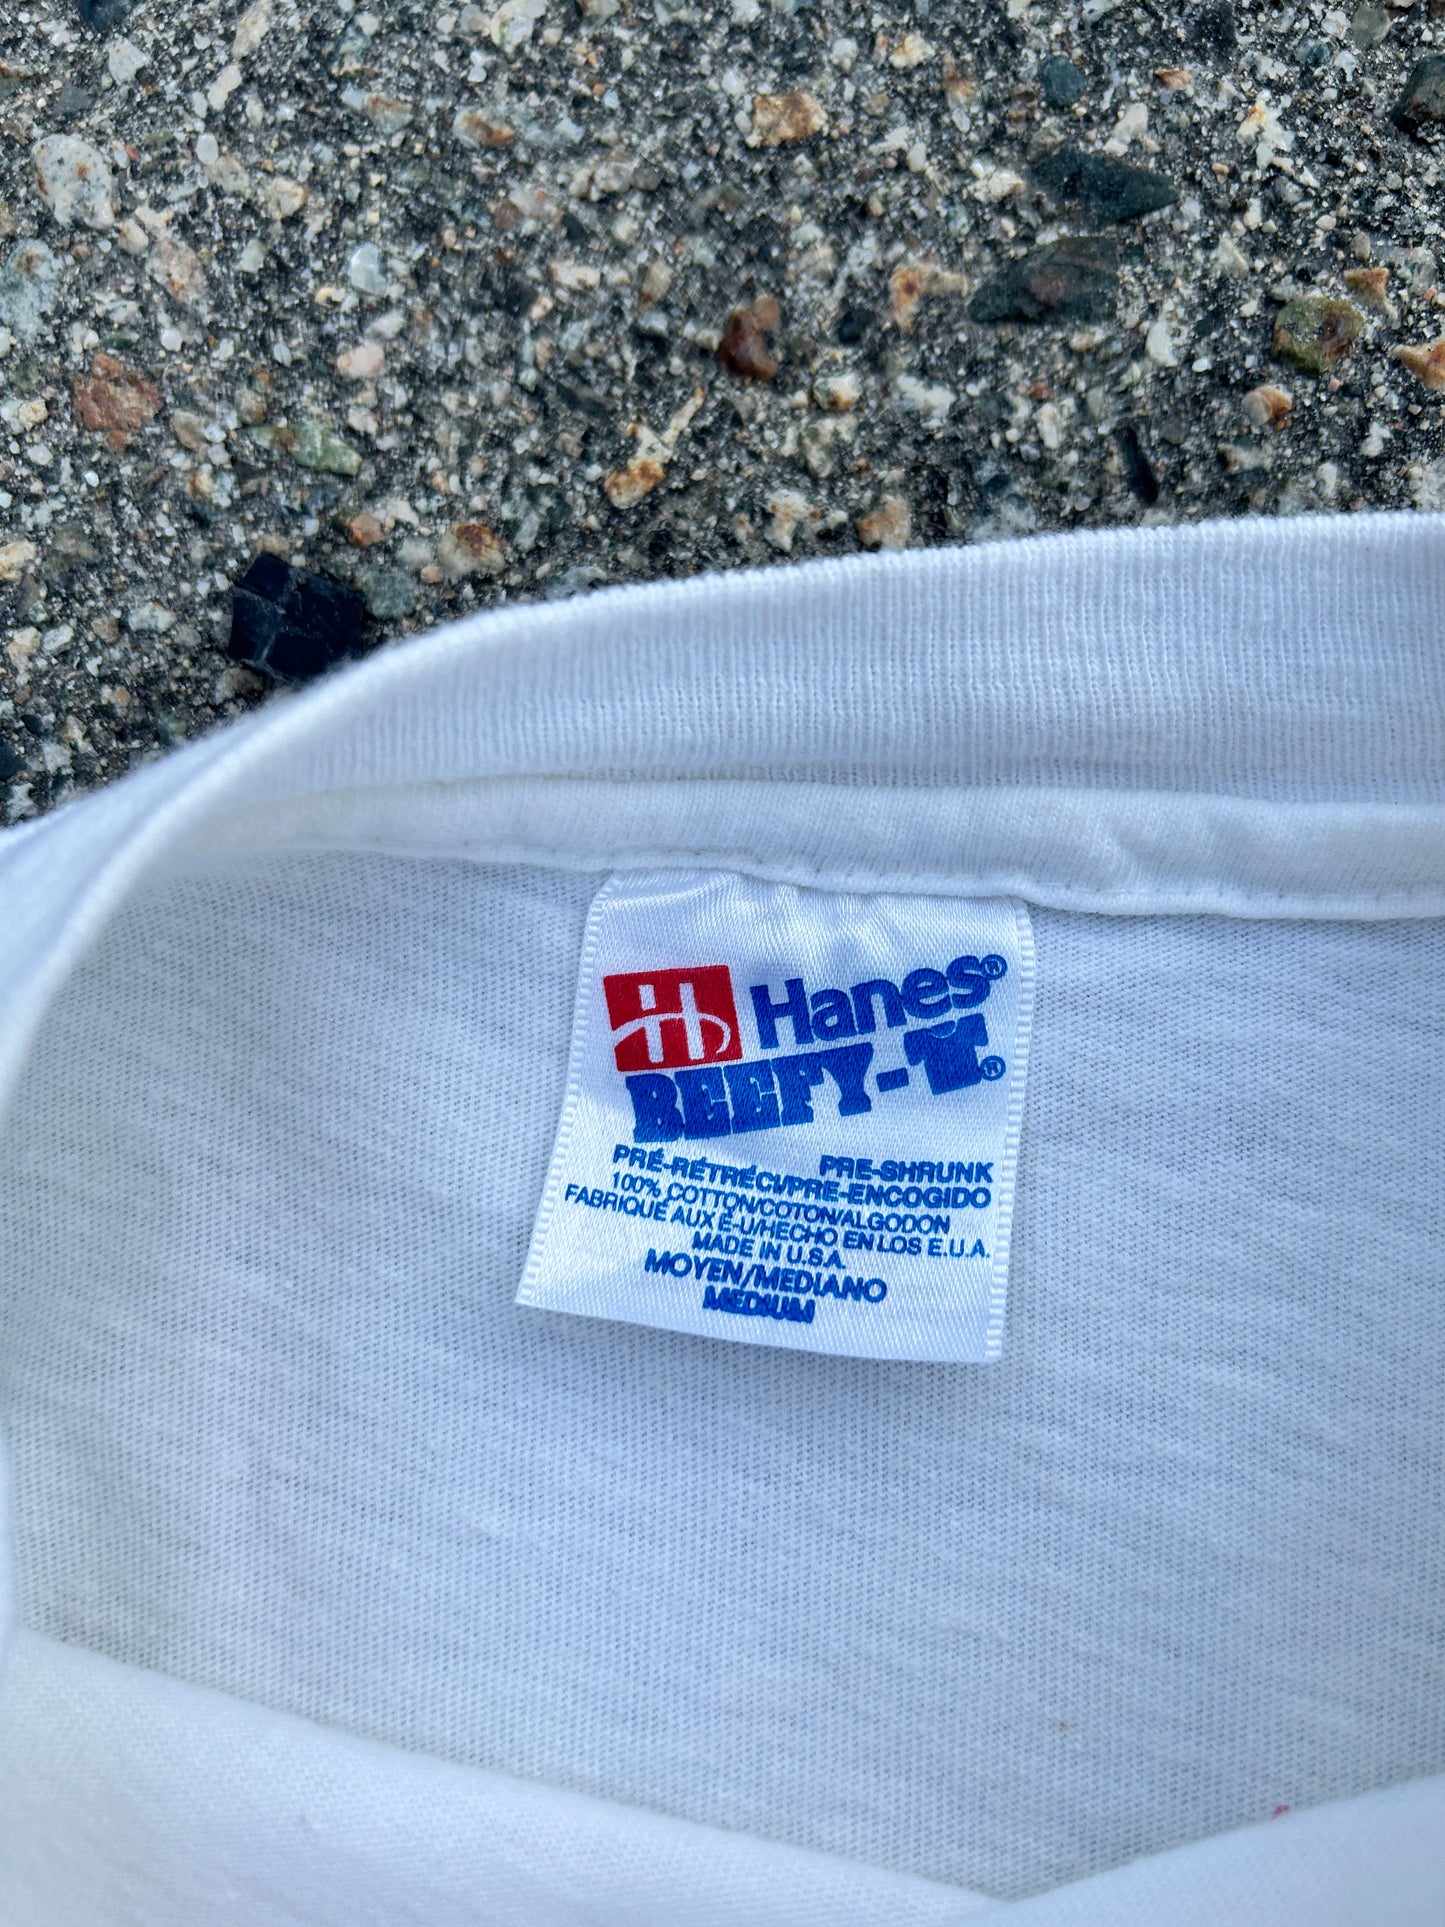 Hanes®
BEEFY-T®
PRE-SHRUNK
PRÉ-RÉTRÉCI/PRE-ENCOGIDO
100% COTTON/COTON/ALGODON
FABRIQUÉ AUX É-U/HECHO EN LOS E.U.A.
MADE IN U.S.A.
MOYEN/MEDIANO
MEDIUM